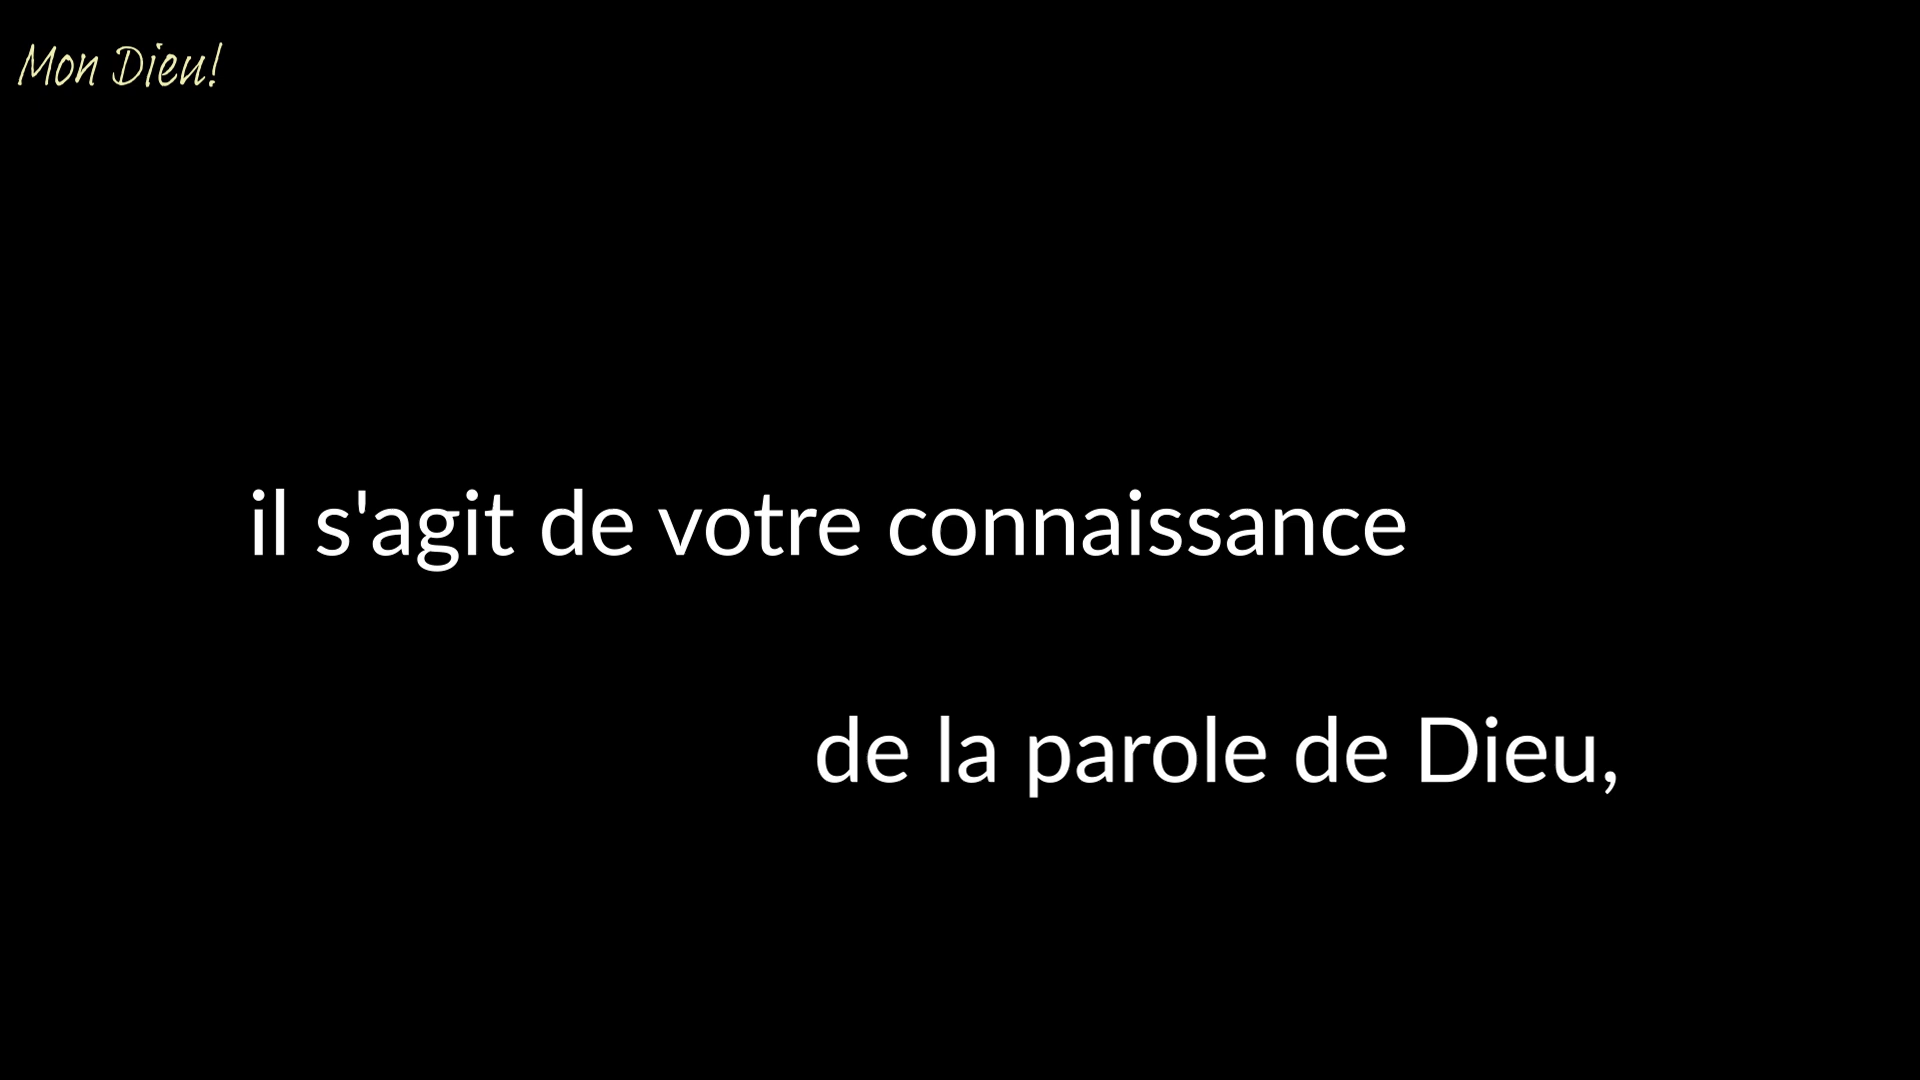 Mon Dieu!
il s'agit de votre connaissance
de la parole de Dieu,